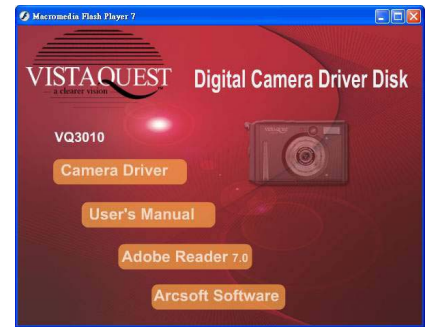 Macromedia Flash Player 7
VISTAQUEST™
a clearer vision
Digital Camera Driver Disk
VISTAQUEST
VQ3010
Camera Driver
User's Manual
Adobe Reader 7.0
Arcsoft Software